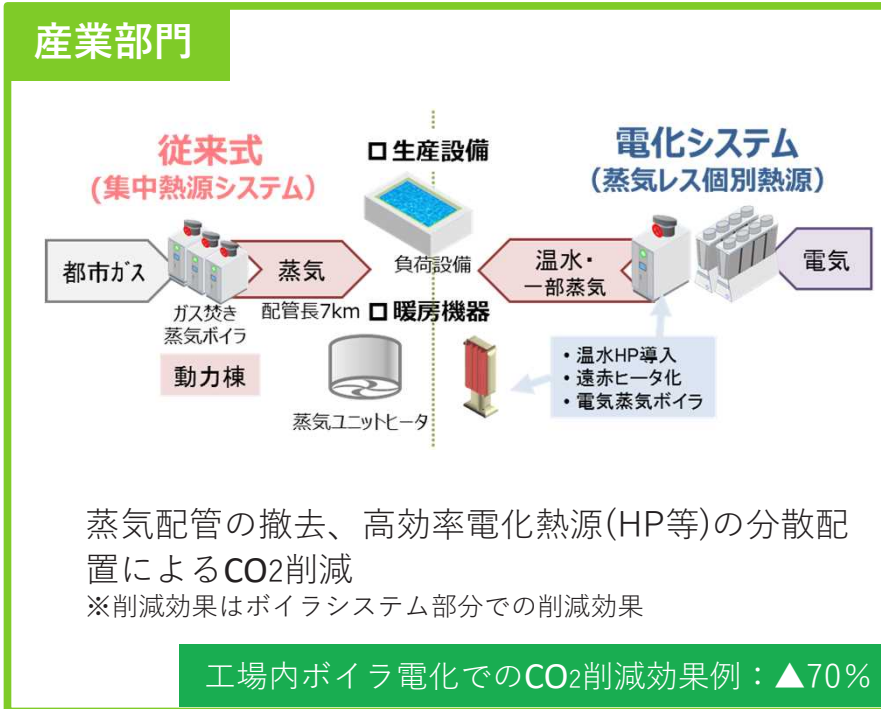 産業部門
従来式
(集中熱源システム)
都市ガス
ガス焚き
蒸気ボイラ
動力棟
蒸気
配管長7km
生産設備
負荷設備
暖房機器
蒸気ユニットヒータ
電化システム
(蒸気レス個別熱源)
温水・
一部蒸気
電気
・温水HP導入
・遠赤ヒータ化
・電気蒸気ボイラ
蒸気配管の撤去、高効率電化熱源(HP等)の分散配
置によるCO2削減
※削減効果はボイラシステム部分での削減効果
工場内ボイラ電化でのCO2削減効果例：▲70%